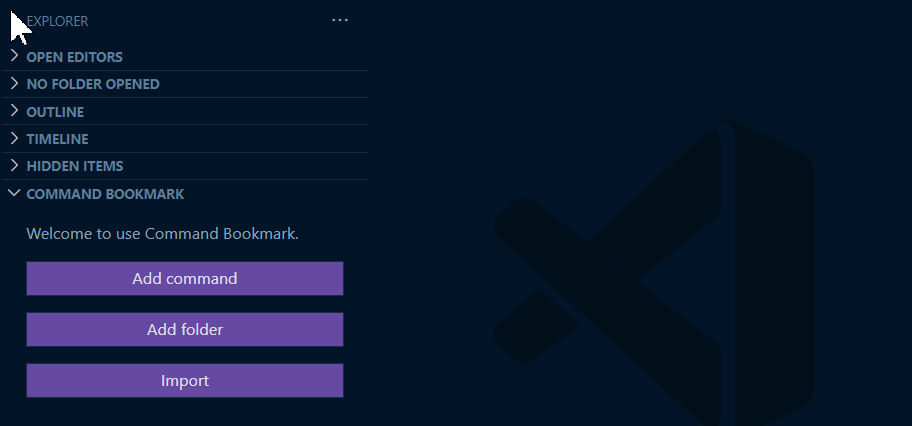 EXPLORER
OPEN EDITORS
NO FOLDER OPENED
OUTLINE
TIMELINE
HIDDEN ITEMS
COMMAND BOOKMARK
Welcome to use Command Bookmark.
Add command
Add folder
Import